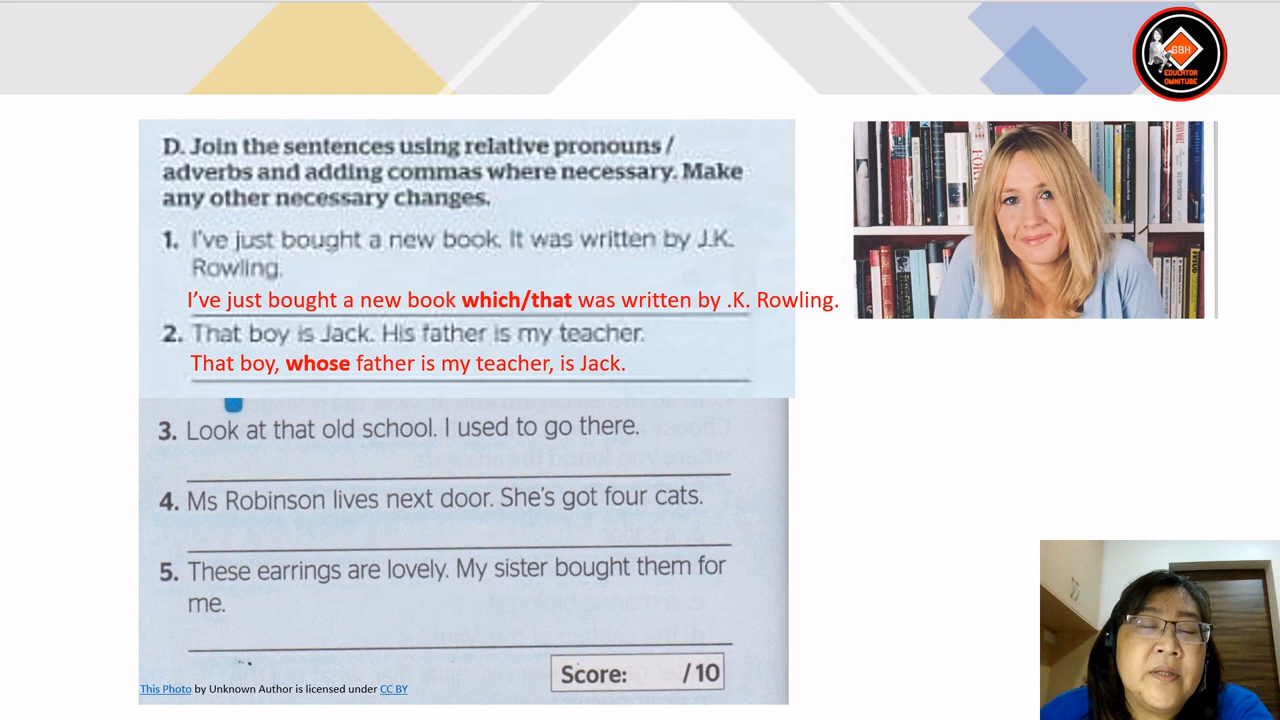 GBH
EDUCATOR
OMNITUBE
D. Join the sentences using relative pronouns /
adverbs and adding commas where necessary. Make
any other necessary changes.
1. I've just bought a new book. It was written by J.K.
Rowling.
I've just bought a new book which/that was written by .K. Rowling.
2. That boy is Jack. His father is my teacher.
That boy, whose father is my teacher, is Jack.
3. Look at that old school. I used to go there.
4. Ms Robinson lives next door. She's got four cats.
5. These earrings are lovely. My sister bought them for
me.
Score: /10
This Photo by Unknown Author is licensed under CC BY